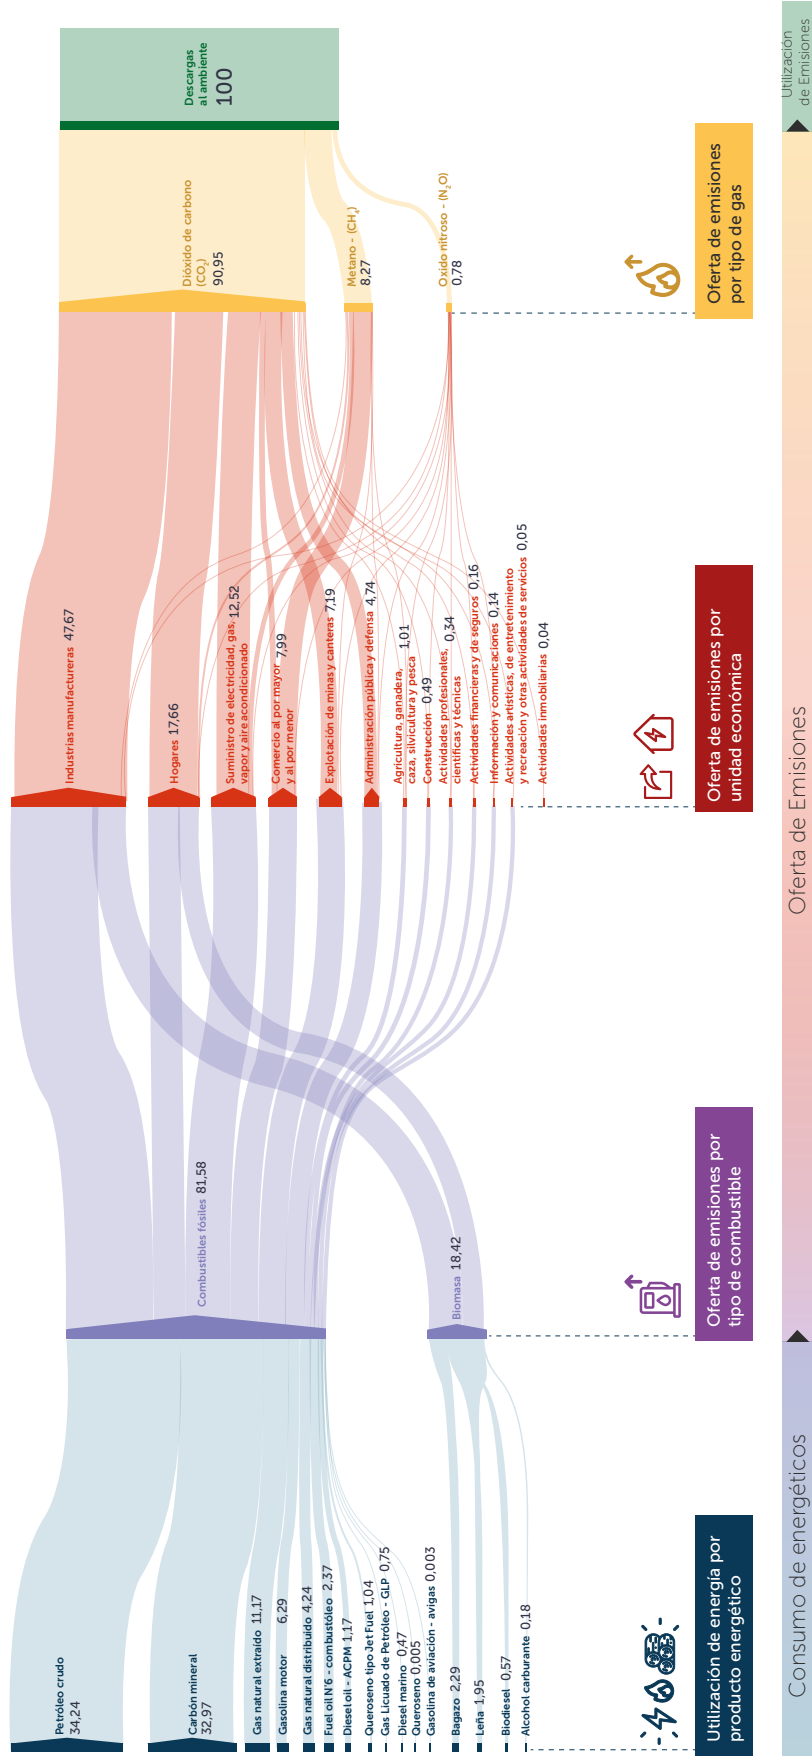 Consumo de energéticos
Oferta de Emisiones
Utilización
de Emisiones
Utilización de energía por
producto energético
Oferta de emisiones por
tipo de combustible
Oferta de emisiones por
unidad económica
Oferta de emisiones
por tipo de gas
Petróleo crudo
34,24
Carbón mineral
32,97
Gas natural extraído 11,17
Gasolina motor 6,29
Gas natural distribuido 4,24
Fuel oil N°6 - combustóleo 2,37
Diesel oil - ACPM 1,17
Queroseno tipo Jet Fuel 1,04
Gas Licuado de Petróleo - GLP 0,75
Diesel marino 0,47
Queroseno 0,005
Gasolina de aviación - avigas 0,003
Bagazo 2,29
Leña 1,95
Biodiesel 0,57
Alcohol carburante 0,18
Combustibles fósiles 81,58
Biomasa 18,42
Industrias manufactureras 47,67
Hogares 17,66
Suministro de electricidad, gas, 12,52
vapor y aire acondicionado
Comercio al por mayor 7,99
y al por menor
Explotación de minas y canteras 7,19
Administración pública y defensa 4,74
Agricultura, ganadera, 1,01
caza, silvicultura y pesca
Construcción 0,49
Actividades profesionales, 0,34
científicas y técnicas
Actividades financieras y de seguros 0,16
Información y comunicaciones 0,14
Actividades artísticas, de entretenimiento
y recreación y otras actividades de servicios 0,05
Actividades inmobiliarias 0,04
Dióxido de carbono
(CO₂)
90,95
Metano - (CH₄)
8,27
Oxido nitroso - (N₂O)
0,78
Descargas
al ambiente
100